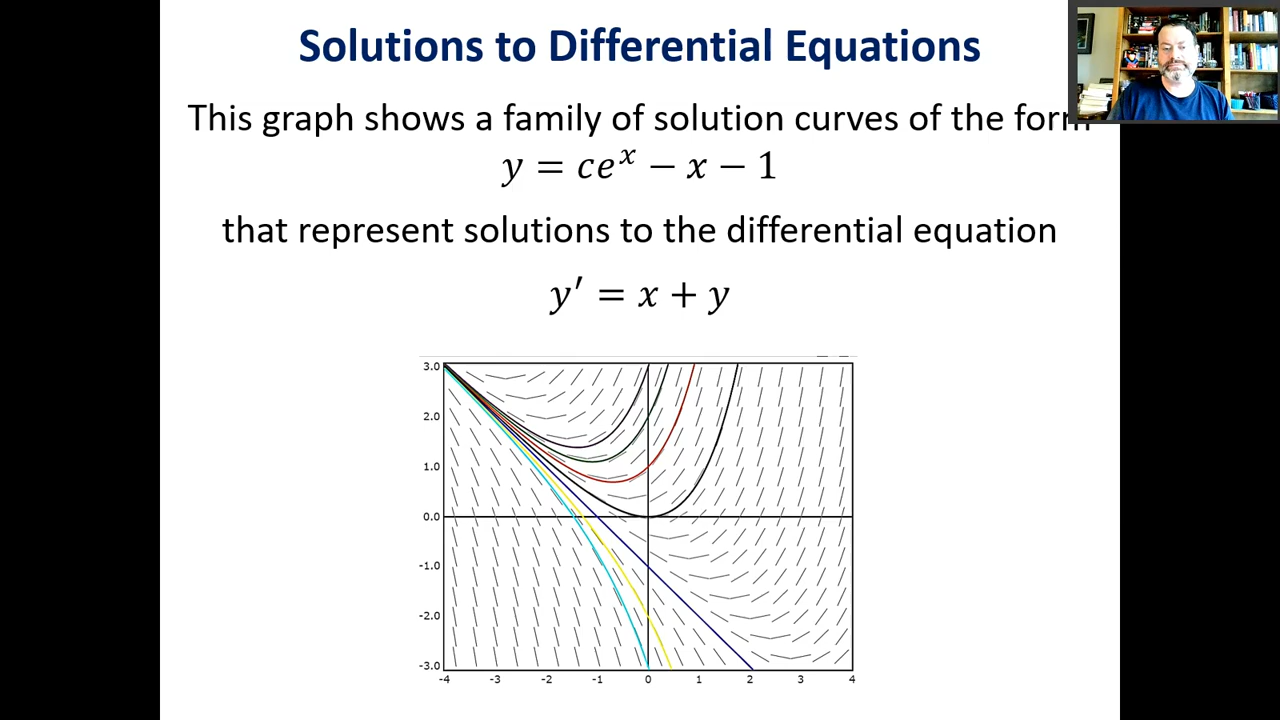 Solutions to Differential Equations
This graph shows a family of solution curves of the form
y = ce^x − x − 1
that represent solutions to the differential equation
y′ = x + y
3.0
2.0
1.0
0.0
-1.0
-2.0
-3.0
-4 -3 -2 -1 0 1 2 3 4